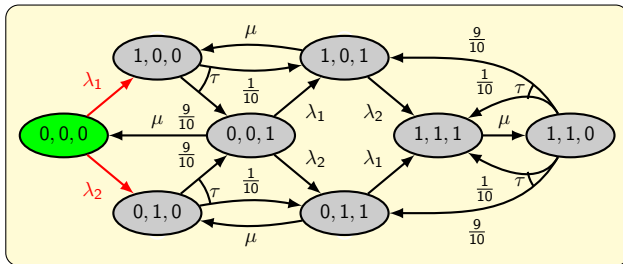 μ
9/10
1,0,0
1,0,1
τ
1/10
1/10
τ
λ₁
9/10
λ₁
λ₂
μ
μ
0,0,0
0,0,1
1,1,1
1,1,0
9/10
λ₂
λ₁
λ₂
τ
1/10
1/10
τ
0,1,0
0,1,1
μ
9/10